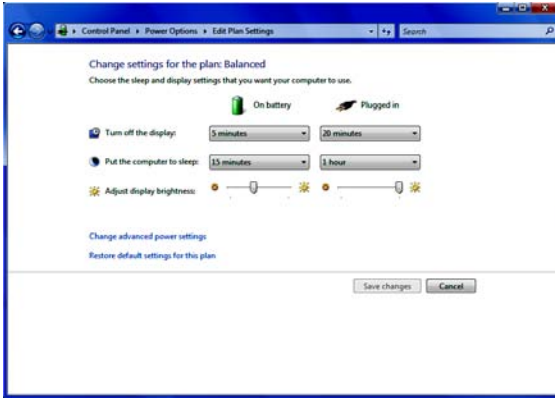 Control Panel Power Options Edit Plan Settings Search
Change settings for the plan: Balanced
Choose the sleep and display settings that you want your computer to use.
On battery Plugged in
Turn off the display: 5 minutes 20 minutes
Put the computer to sleep: 15 minutes 1 hour
Adjust display brightness:
Change advanced power settings
Restore default settings for this plan
Save changes Cancel